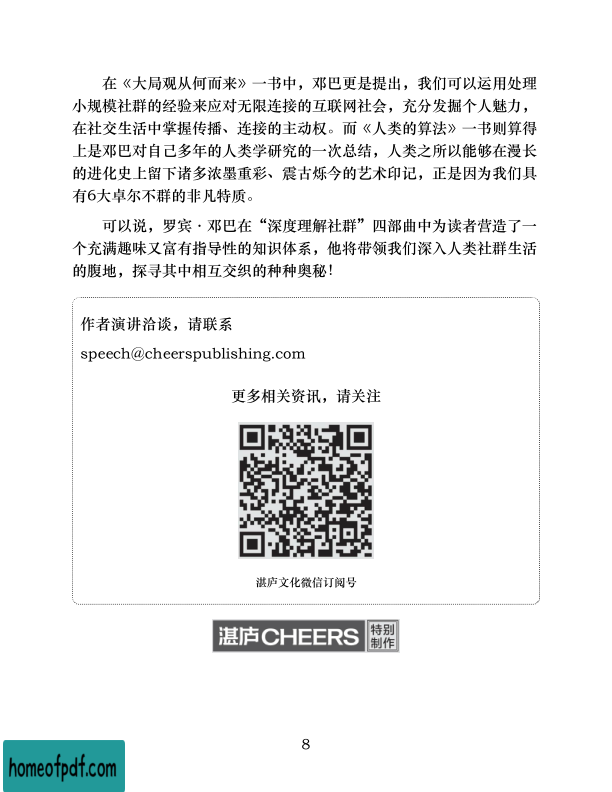 在《大局观从何而来》一书中，邓巴更是提出，我们可以运用处理
小规模社群的经验来应对无限连接的互联网社会，充分发掘个人魅力，
在社交生活中掌握传播、连接的主动权。而《人类的算法》一书则算得
上是邓巴对自己多年的人类学研究的一次总结，人类之所以能够在漫长
的进化史上留下诸多浓墨重彩、震古烁今的艺术印记，正是因为我们具
有6大卓尔不群的非凡特质。
可以说，罗宾·邓巴在“深度理解社群”四部曲中为读者营造了一
个充满趣味又富有指导性的知识体系，他将带领我们深入人类社群生活
的腹地，探寻其中相互交织的种种奥秘！
作者演讲洽谈，请联系
speech@cheerspublishing.com
更多相关资讯，请关注
湛庐文化微信订阅号
湛庐CHEERS 特别
制作
8
homeofpdf.com